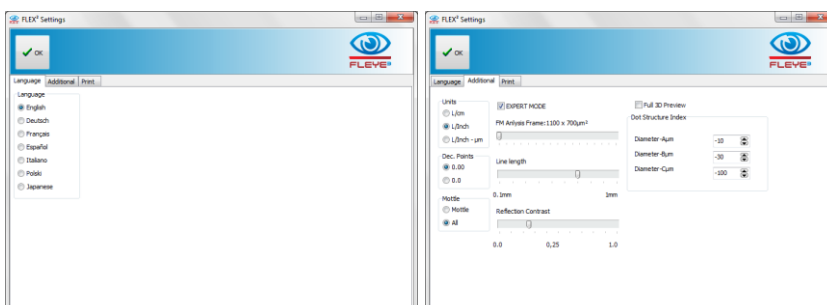 FLEX³ Settings
OK
FLEYE³
Language Additional Print
Language
English
Deutsch
Français
Español
Italiano
Polski
Japanese
FLEX³ Settings
OK
FLEYE³
Language Additional Print
Units
L/cm
L/Inch
L/Inch - µm
Dec. Points
0.00
0.0
Mottle
Mottle
All
EXPERT MODE
FM Anlysis Frame:1100 x 700µm²
Line length
0.1mm 1mm
Reflection Contrast
0.0 0,25 1.0
Full 3D Preview
Dot Structure Index
Diameter-Aµm -10
Diameter-Bµm -30
Diameter-Cµm -100